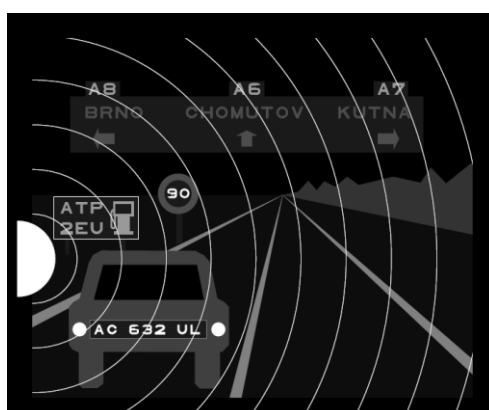 A8 A6 A7
BRNO CHOMUTOV KUTNA
90
ATP
2EU
AC 632 UL